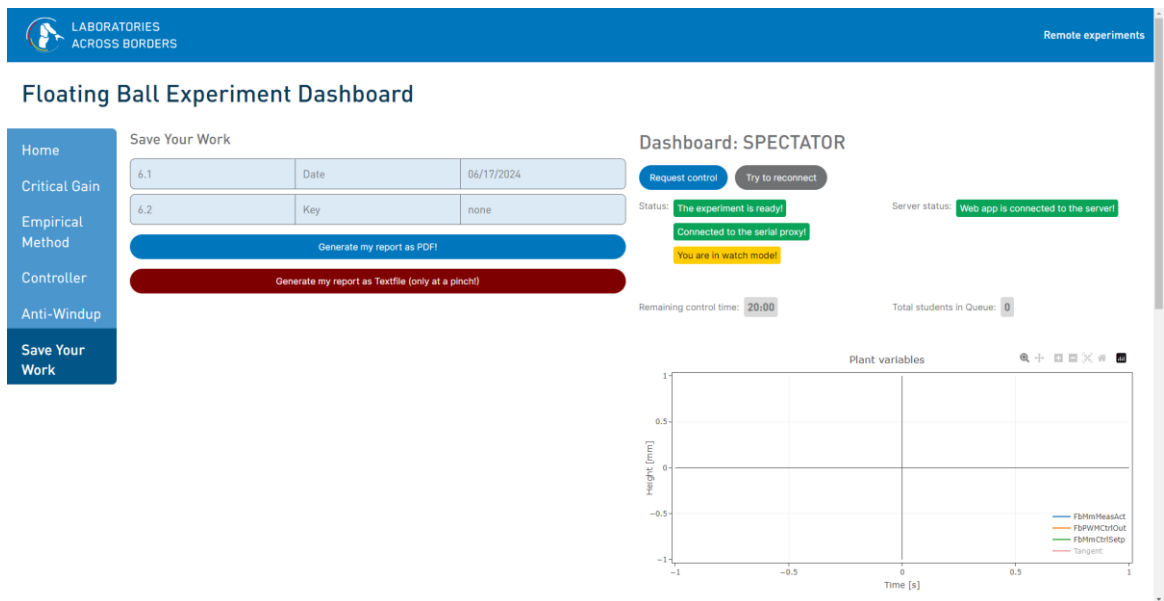 LABORATORIES
ACROSS BORDERS
Remote experiments
Floating Ball Experiment Dashboard
Home
Critical Gain
Empirical
Method
Controller
Anti-Windup
Save Your
Work
Save Your Work
6.1 Date 06/17/2024
6.2 Key none
Generate my report as PDF!
Generate my report as Textfile (only at a pinch!)
Dashboard: SPECTATOR
Request control Try to reconnect
Status: The experiment is ready! Server status: Web app is connected to the server!
Connected to the serial proxy!
You are in watch mode!
Remaining control time: 20:00 Total students in Queue: 0
Plant variables
1
0.5
0
−0.5
−1
Height [mm]
−1 −0.5 0 0.5 1
Time [s]
FbMmMeasAct
FbPWMCtrlOut
FbMmCtrlSetp
Tangent